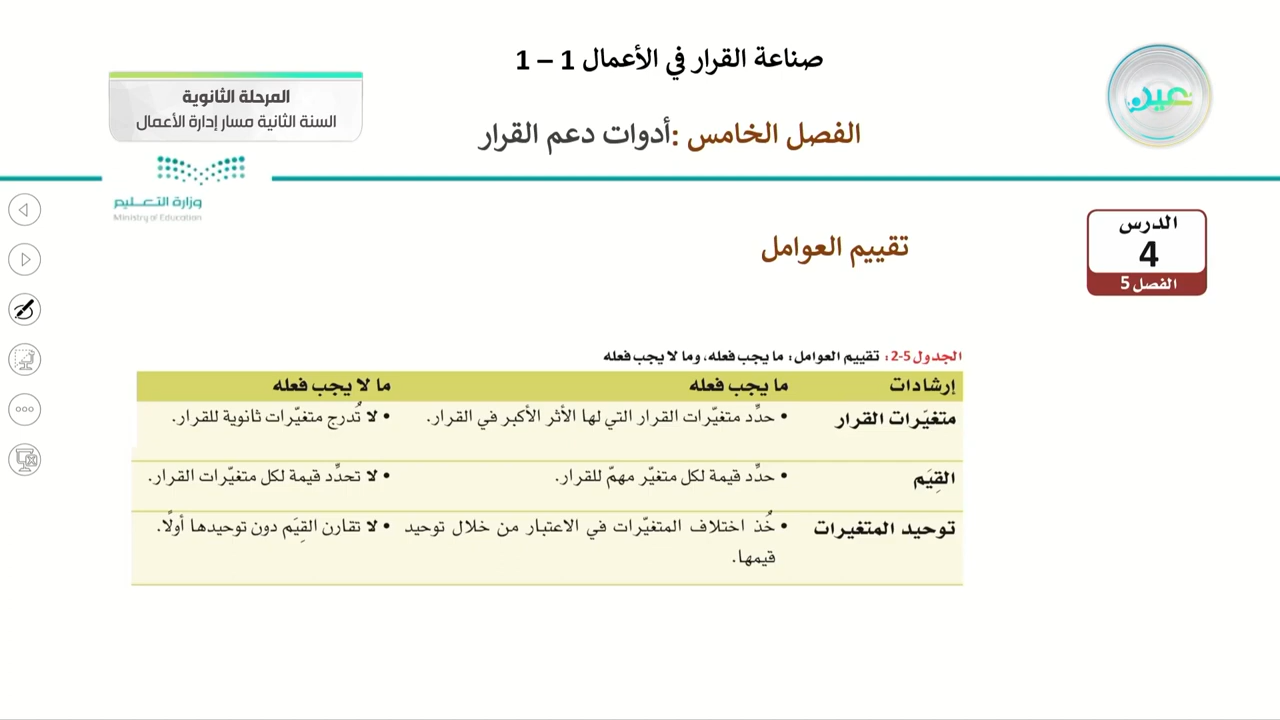 صناعة القرار في الأعمال 1 – 1
عين
المرحلة الثانوية
السنة الثانية مسار إدارة الأعمال
الفصل الخامس :أدوات دعم القرار
وزارة التعـــليم
Ministry of Education
الدرس
4
الفصل 5
تقييم العوامل
الجدول 5-2: تقييم العوامل: ما يجب فعله، وما لا يجب فعله
إرشادات ما يجب فعله ما لا يجب فعله
متغيّرات القرار • حدِّد متغيّرات القرار التي لها الأثر الأكبر في القرار. • لا تُدرج متغيّرات ثانوية للقرار.
القِيَم • حدِّد قيمة لكل متغيّر مهمّ للقرار. • لا تحدِّد قيمة لكل متغيّرات القرار.
توحيد المتغيرات • خُذ اختلاف المتغيّرات في الاعتبار من خلال توحيد • لا تقارن القِيَم دون توحيدها أولًا.
قيمها.